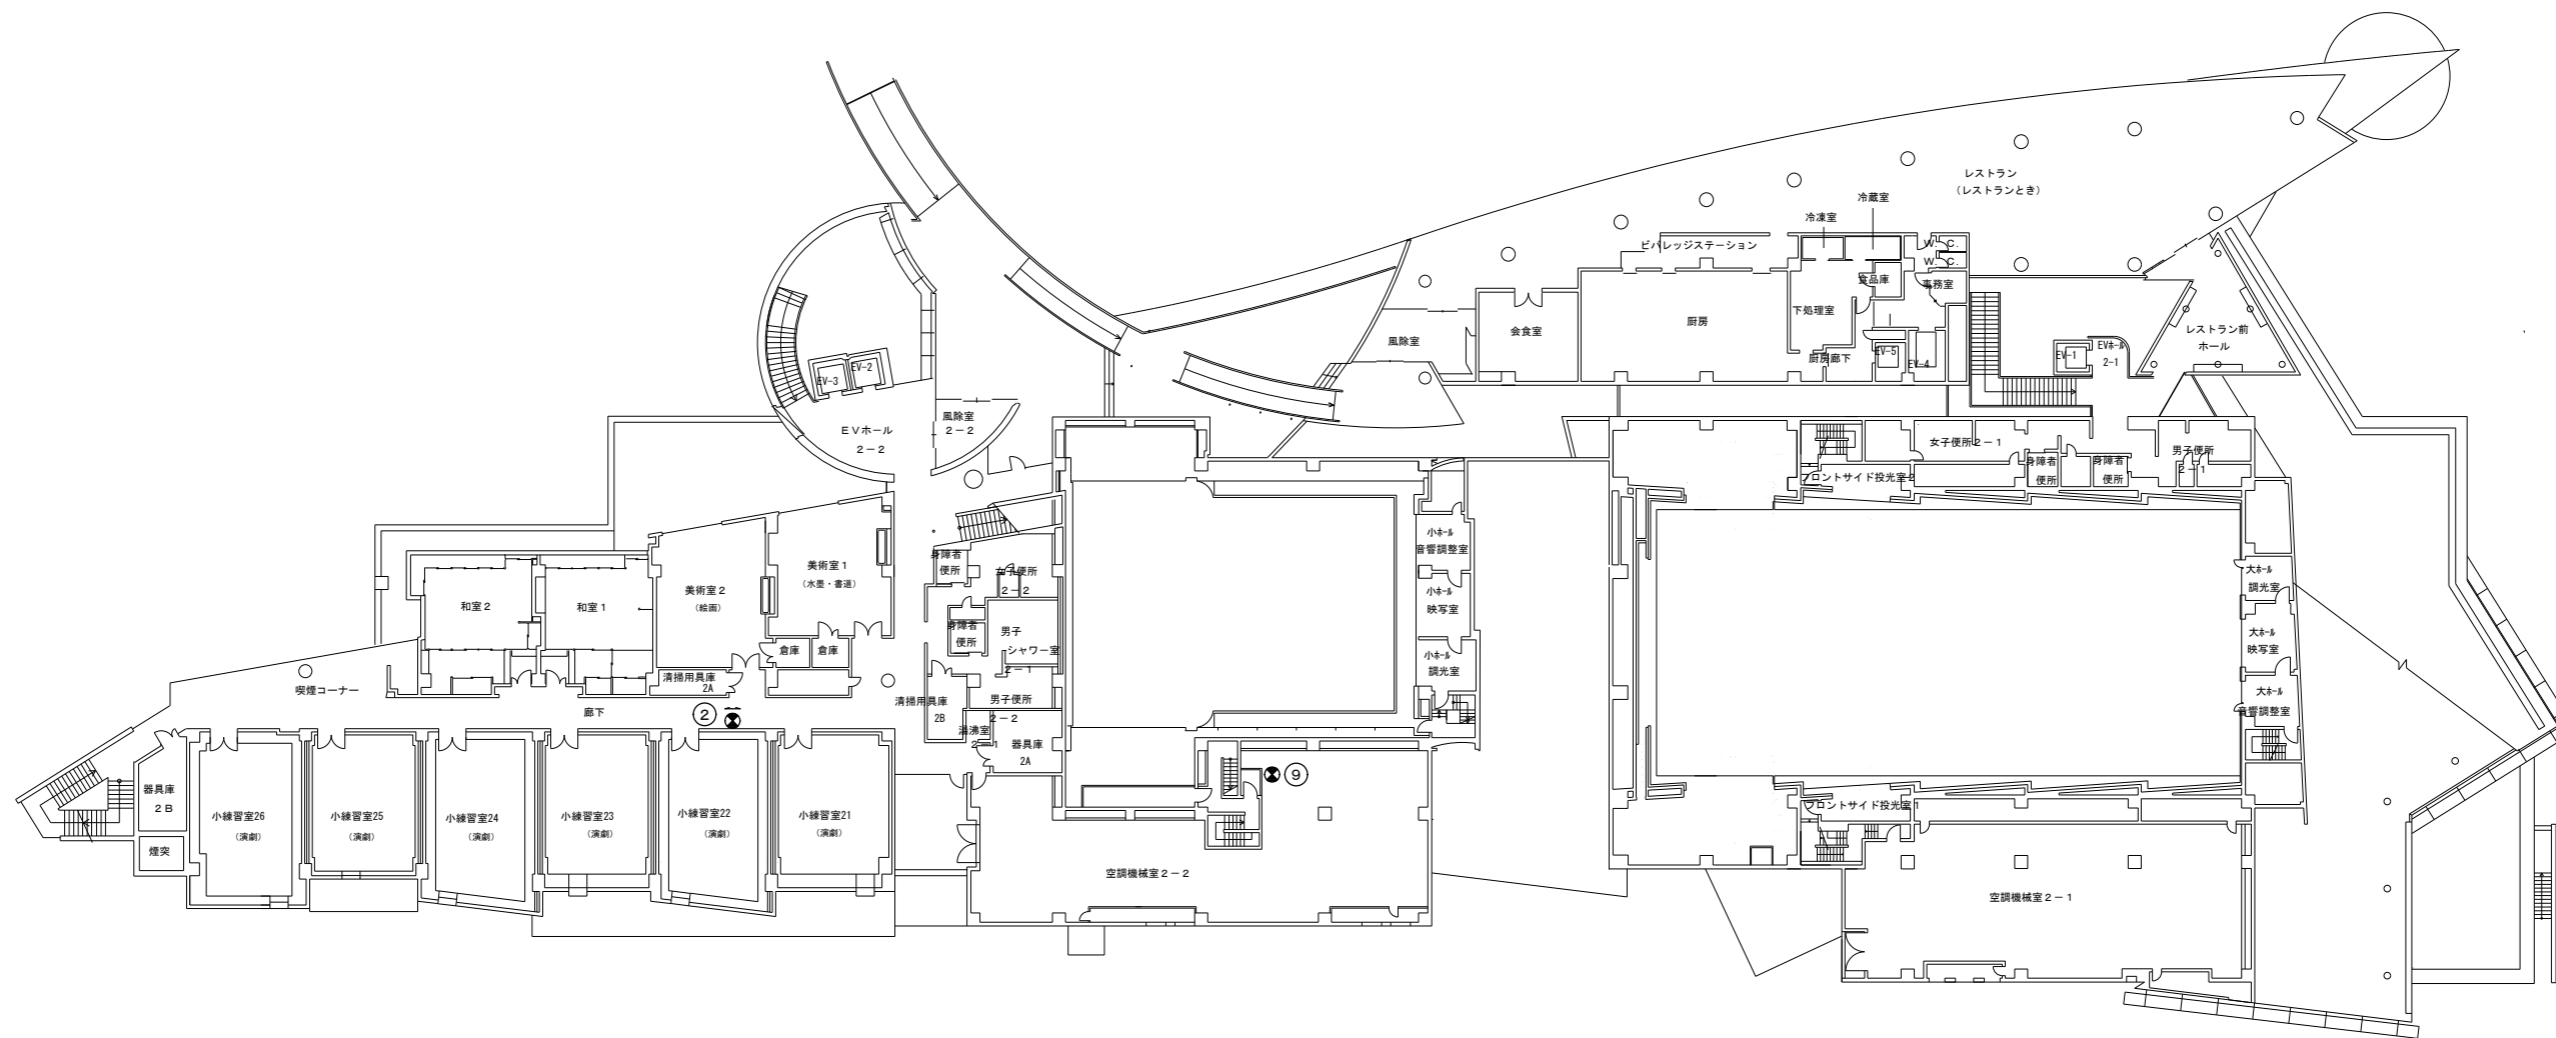 レストラン
（レストランとき）
冷蔵室
冷凍室
ビバレッジステーション
W. C.
W. C.
食品庫
事務室
下処理室
厨房
会食室
風除室
厨房廊下
EV-5
EV-4
EV-1
EVﾎｰﾙ
2-1
レストラン前
ホール
EV-3
EV-2
EVホール
2－2
風除室
2－2
女子便所2－1
身障者
便所
身障者
便所
男子便所
2－1
フロントサイド投光室2
小ﾎｰﾙ
音響調整室
小ﾎｰﾙ
映写室
小ﾎｰﾙ
調光室
大ﾎｰﾙ
調光室
大ﾎｰﾙ
映写室
大ﾎｰﾙ
音響調整室
和室2
和室1
美術室2
（絵画）
美術室1
（水墨・書道）
倉庫
倉庫
身障者
便所
女子便所
2－2
身障者
便所
男子
シャワー室
2－1
清掃用具庫
2A
清掃用具庫
2B
男子便所
2－2
湯沸室
2－1
器具庫
2A
喫煙コーナー
廊下
②
⑨
器具庫
2B
煙突
小練習室26
（演劇）
小練習室25
（演劇）
小練習室24
（演劇）
小練習室23
（演劇）
小練習室22
（演劇）
小練習室21
（演劇）
空調機械室2－2
フロントサイド投光室1
空調機械室2－1